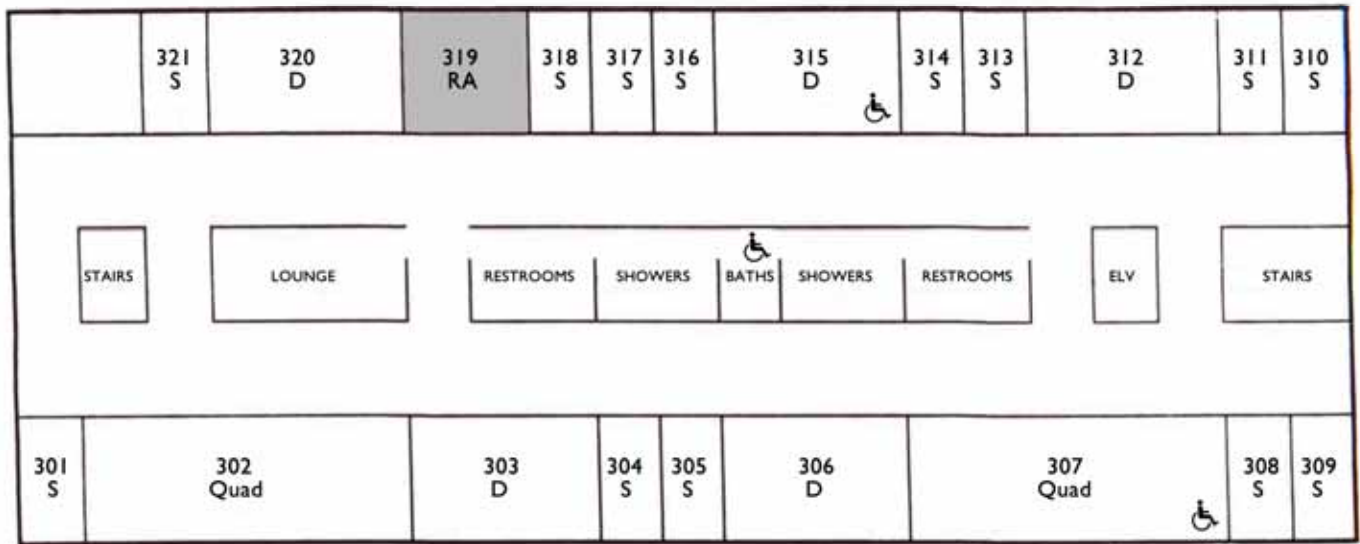 321 S
320 D
319 RA
318 S
317 S
316 S
315 D
314 S
313 S
312 D
311 S
310 S
STAIRS
LOUNGE
RESTROOMS
SHOWERS
BATHS
SHOWERS
RESTROOMS
ELV
STAIRS
301 S
302 Quad
303 D
304 S
305 S
306 D
307 Quad
308 S
309 S